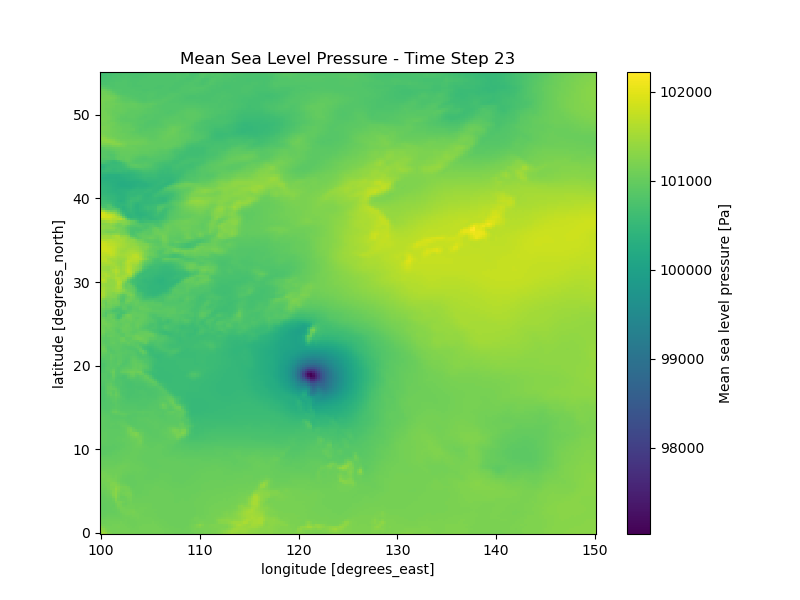 Mean Sea Level Pressure - Time Step 23
50
40
30
20
10
0
latitude [degrees_north]
100 110 120 130 140 150
longitude [degrees_east]
102000
101000
100000
99000
98000
Mean sea level pressure [Pa]